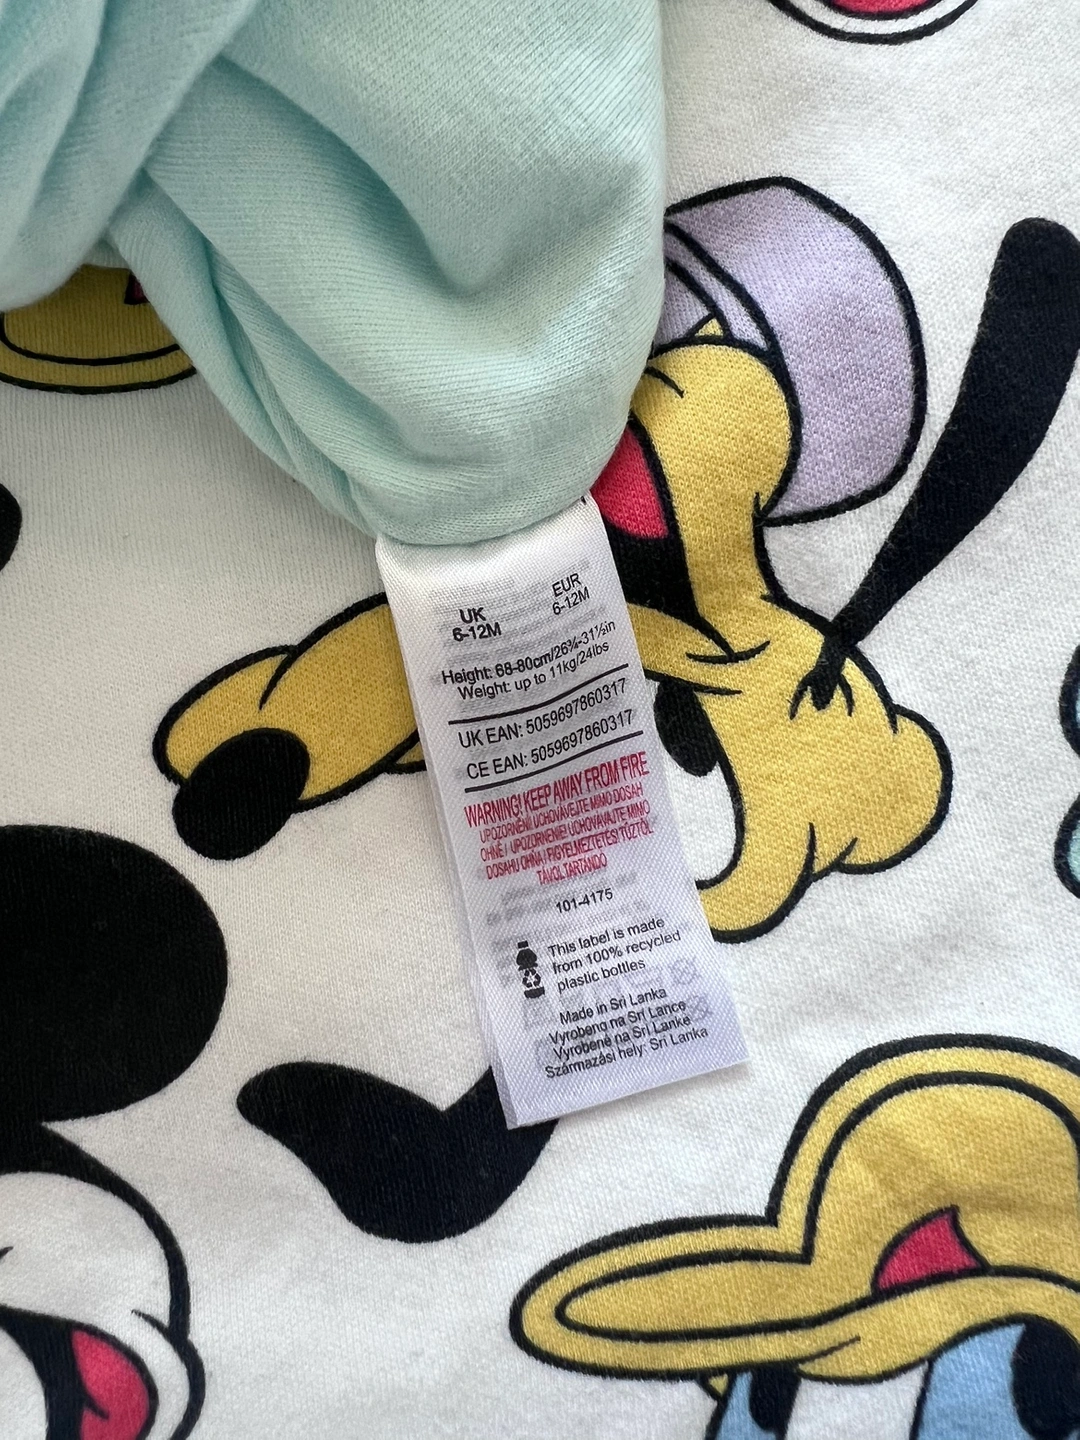 UK EUR
6-12M 6-12M
Height: 68-80cm/26¾-31½in
Weight: up to 11kg/24lbs
UK EAN: 5059697860317
CE EAN: 5059697860317
WARNING! KEEP AWAY FROM FIRE
UPOZORNĚNÍ! UCHOVÁVEJTE MIMO DOSAH
OHNĚ / UPOZORNENIE! UCHOVÁVAJTE MIMO
DOSAHU OHŇA / FIGYELMEZTETÉS! TŰZTŐL
TÁVOL TARTANDÓ
101-4175
This label is made
from 100% recycled
plastic bottles
Made in Sri Lanka
Vyrobeno na Srí Lance
Vyrobené na Srí Lanke
Származási hely: Srí Lanka